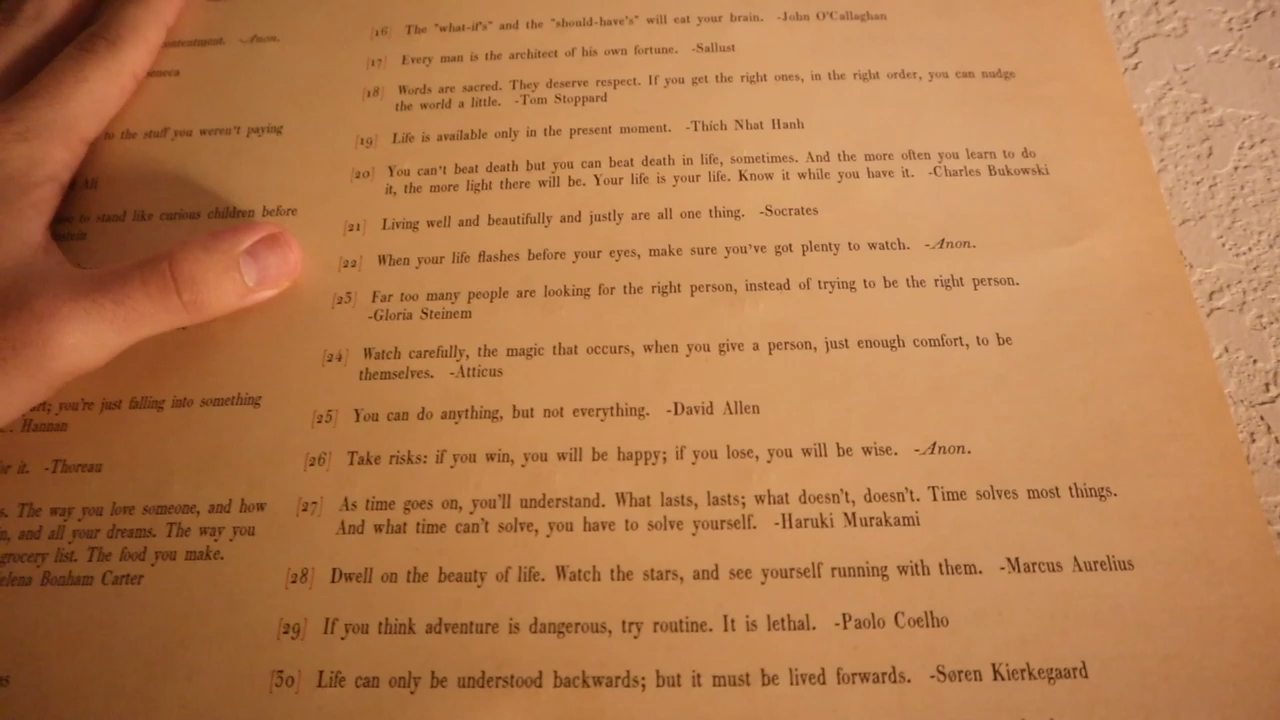 contentment. -Anon.
Seneca
to the stuff you weren't paying
Ali
to stand like curious children before
you're just falling into something
Hannan
for it. -Thoreau
s. The way you love someone, and how
and all your dreams. The way you
grocery list. The food you make.
Helena Bonham Carter
[16] The "what-if's" and the "should-have's" will eat your brain. -John O'Callaghan
[17] Every man is the architect of his own fortune. -Sallust
[18] Words are sacred. They deserve respect. If you get the right ones, in the right order, you can nudge
the world a little. -Tom Stoppard
[19] Life is available only in the present moment. -Thích Nhat Hanh
[20] You can't beat death but you can beat death in life, sometimes. And the more often you learn to do
it, the more light there will be. Your life is your life. Know it while you have it. -Charles Bukowski
[21] Living well and beautifully and justly are all one thing. -Socrates
[22] When your life flashes before your eyes, make sure you've got plenty to watch. -Anon.
[23] Far too many people are looking for the right person, instead of trying to be the right person.
-Gloria Steinem
[24] Watch carefully, the magic that occurs, when you give a person, just enough comfort, to be
themselves. -Atticus
[25] You can do anything, but not everything. -David Allen
[26] Take risks: if you win, you will be happy; if you lose, you will be wise. -Anon.
[27] As time goes on, you'll understand. What lasts, lasts; what doesn't, doesn't. Time solves most things.
And what time can't solve, you have to solve yourself. -Haruki Murakami
[28] Dwell on the beauty of life. Watch the stars, and see yourself running with them. -Marcus Aurelius
[29] If you think adventure is dangerous, try routine. It is lethal. -Paolo Coelho
[30] Life can only be understood backwards; but it must be lived forwards. -Søren Kierkegaard